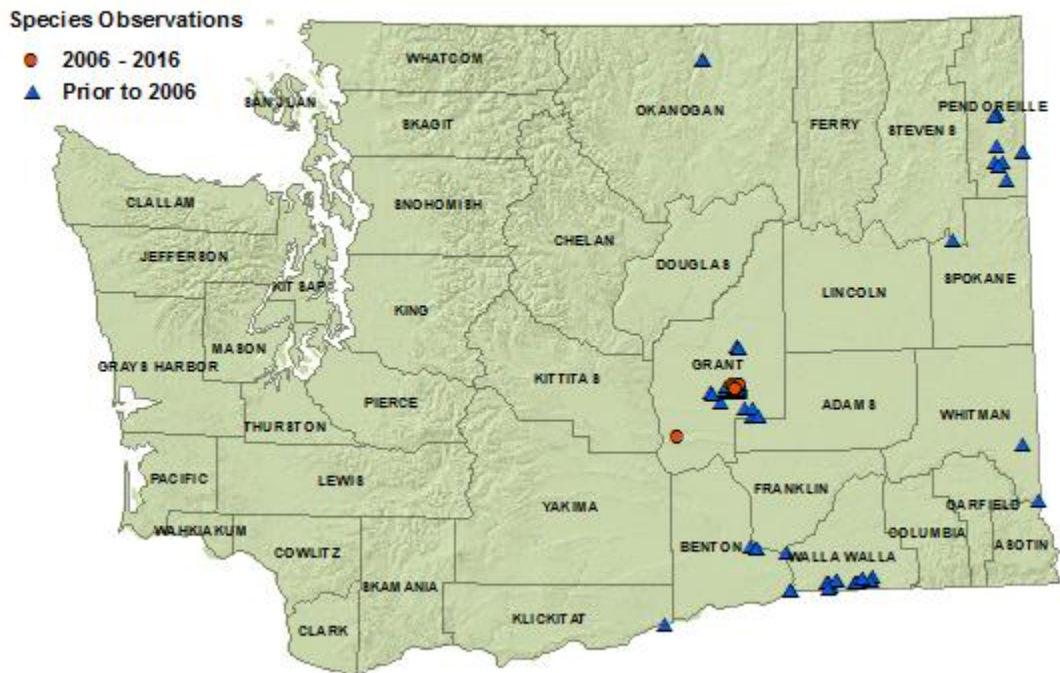 Species Observations
2006 - 2016
Prior to 2006
WHATCOM
SAN JUAN
SKAGIT
OKANOGAN
FERRY
STEVENS
PENDOREILLE
CLALLAM
SNOHOMISH
CHELAN
DOUGLAS
JEFFERSON
KITSAP
LINCOLN
SPOKANE
KING
MASON
GRAYS HARBOR
KITTITAS
GRANT
PIERCE
ADAMS
WHITMAN
THURSTON
PACIFIC
LEWIS
YAKIMA
FRANKLIN
GARFIELD
WAHKIAKUM
COWLITZ
BENTON
WALLA WALLA
COLUMBIA
ASOTIN
SKAMANIA
KLICKITAT
CLARK